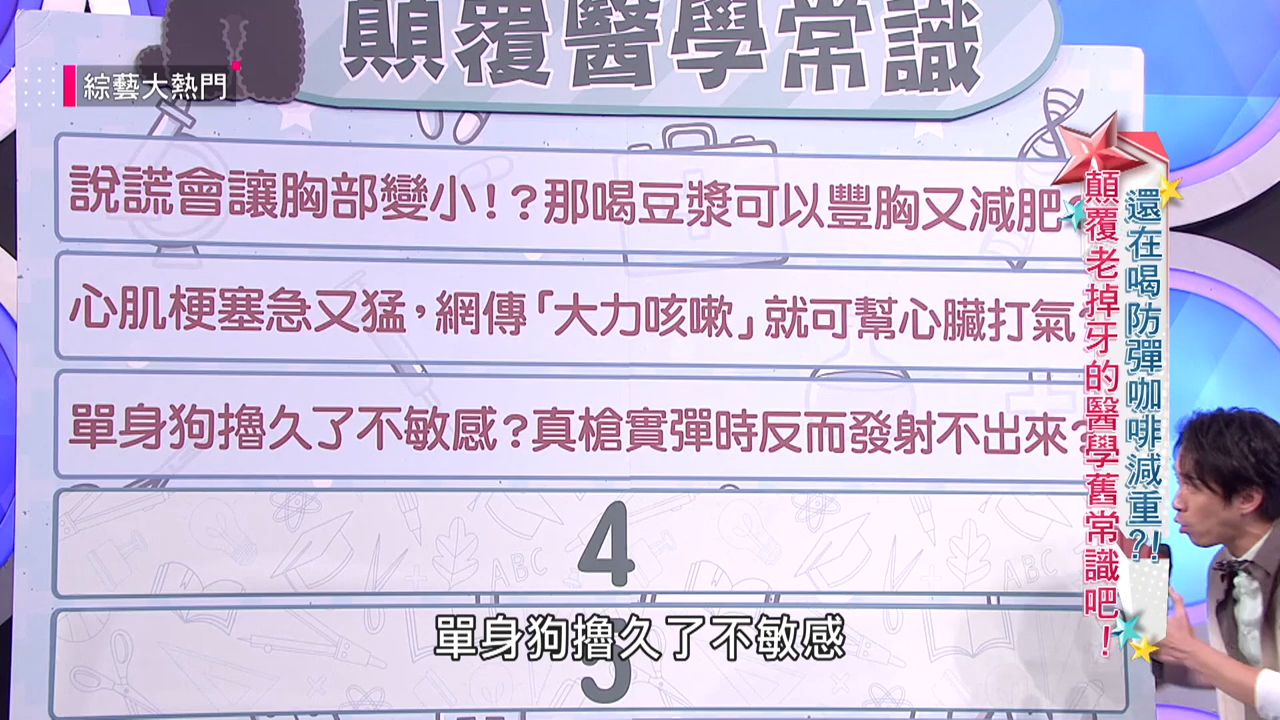 顛覆醫學常識
綜藝大熱門
說謊會讓胸部變小!?那喝豆漿可以豐胸又減肥?
心肌梗塞急又猛,網傳「大力咳嗽」就可幫心臟打氣?
單身狗擼久了不敏感?真槍實彈時反而發射不出來?
4
5
還在喝防彈咖啡減重?!
顛覆老掉牙的醫學舊常識吧!
ABC
ABC
單身狗擼久了不敏感